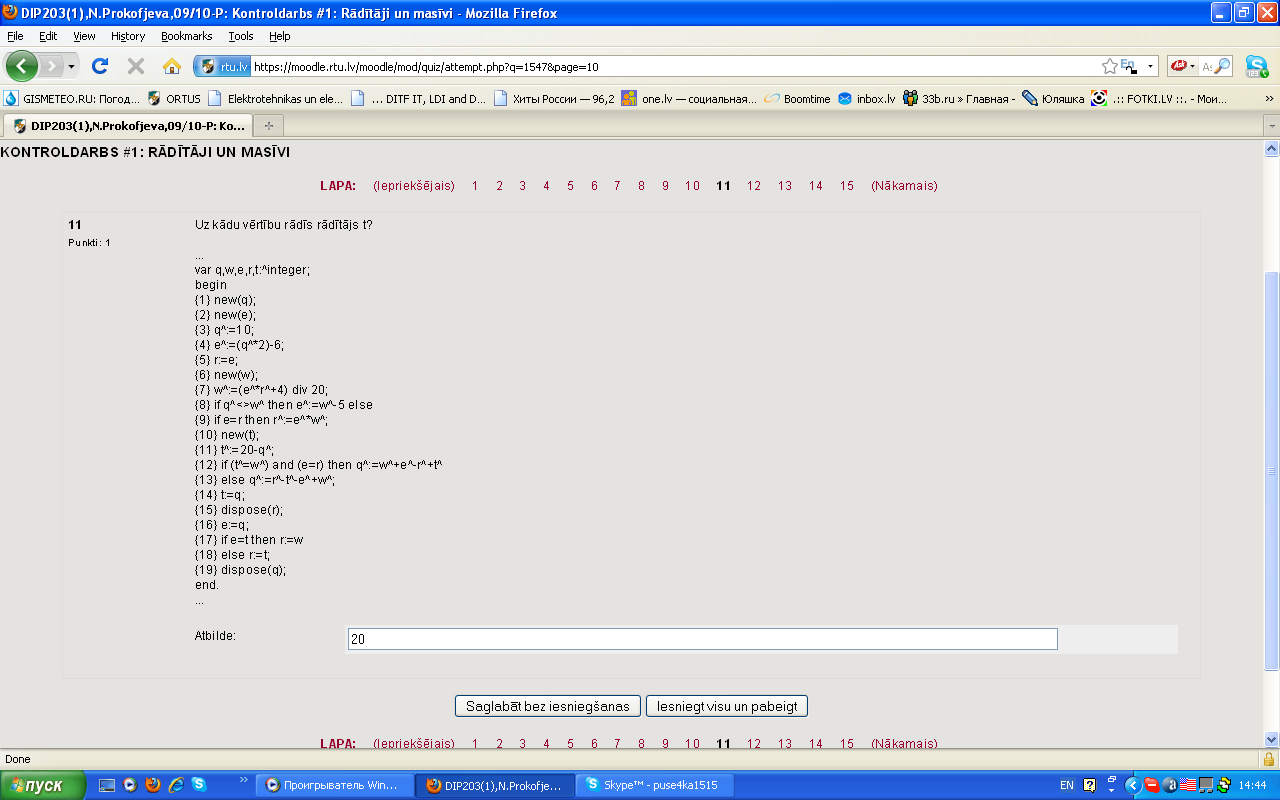 DIP203(1),N.Prokofjeva,09/10-P: Kontroldarbs #1: Rādītāji un masīvi - Mozilla Firefox
File Edit View History Bookmarks Tools Help
rtu.lv https://moodle.rtu.lv/moodle/mod/quiz/attempt.php?q=1547&page=10
GISMETEO.RU: Погод... ORTUS Elektrotehnikas un ele... ... DITF IT, LDI and D... Хиты России — 96,2 one.lv — социальная... Boomtime inbox.lv 33b.ru » Главная - Юляшка .:: FOTKI.LV ::. - Мои... »
DIP203(1),N.Prokofjeva,09/10-P: Ko...
KONTROLDARBS #1: RĀDĪTĀJI UN MASĪVI
LAPA: (Iepriekšējais) 1 2 3 4 5 6 7 8 9 10 11 12 13 14 15 (Nākamais)
11
Punkti: 1
Uz kādu vērtību rādīs rādītājs t?
...
var q,w,e,r,t:^integer;
begin
{1} new(q);
{2} new(e);
{3} q^:=10;
{4} e^:=(q^*2)-6;
{5} r:=e;
{6} new(w);
{7} w^:=(e^*r^+4) div 20;
{8} if q^<>w^ then e^:=w^-5 else
{9} if e=r then r^:=e^*w^;
{10} new(t);
{11} t^:=20-q^;
{12} if (t^=w^) and (e=r) then q^:=w^+e^-r^+t^
{13} else q^:=r^-t^-e^+w^;
{14} t:=q;
{15} dispose(r);
{16} e:=q;
{17} if e=t then r:=w
{18} else r:=t;
{19} dispose(q);
end.
...
Atbilde:
20
Saglabāt bez iesniegšanas Iesniegt visu un pabeigt
LAPA: (Iepriekšējais) 1 2 3 4 5 6 7 8 9 10 11 12 13 14 15 (Nākamais)
Done
пуск » Проигрыватель Win... DIP203(1),N.Prokofje... Skype™ - puse4ka1515 EN 14:44